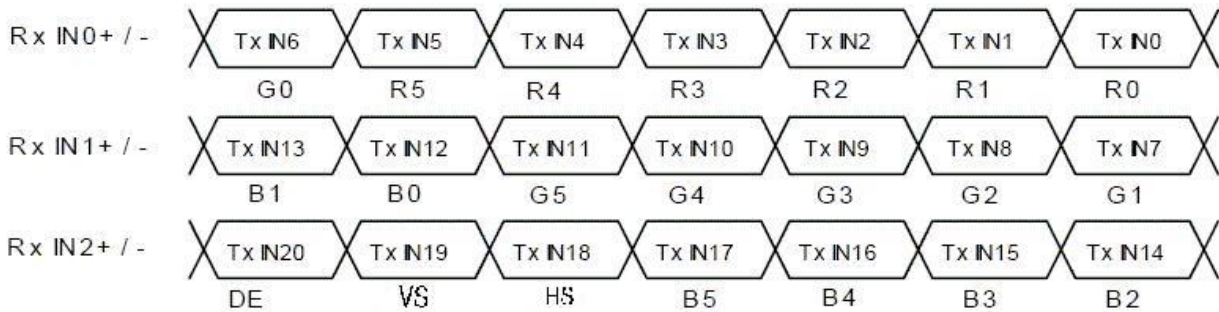 Rx IN0+ / - Tx IN6 Tx IN5 Tx IN4 Tx IN3 Tx IN2 Tx IN1 Tx IN0
G0 R5 R4 R3 R2 R1 R0
Rx IN1+ / - Tx IN13 Tx IN12 Tx IN11 Tx IN10 Tx IN9 Tx IN8 Tx IN7
B1 B0 G5 G4 G3 G2 G1
Rx IN2+ / - Tx IN20 Tx IN19 Tx IN18 Tx IN17 Tx IN16 Tx IN15 Tx IN14
DE VS HS B5 B4 B3 B2